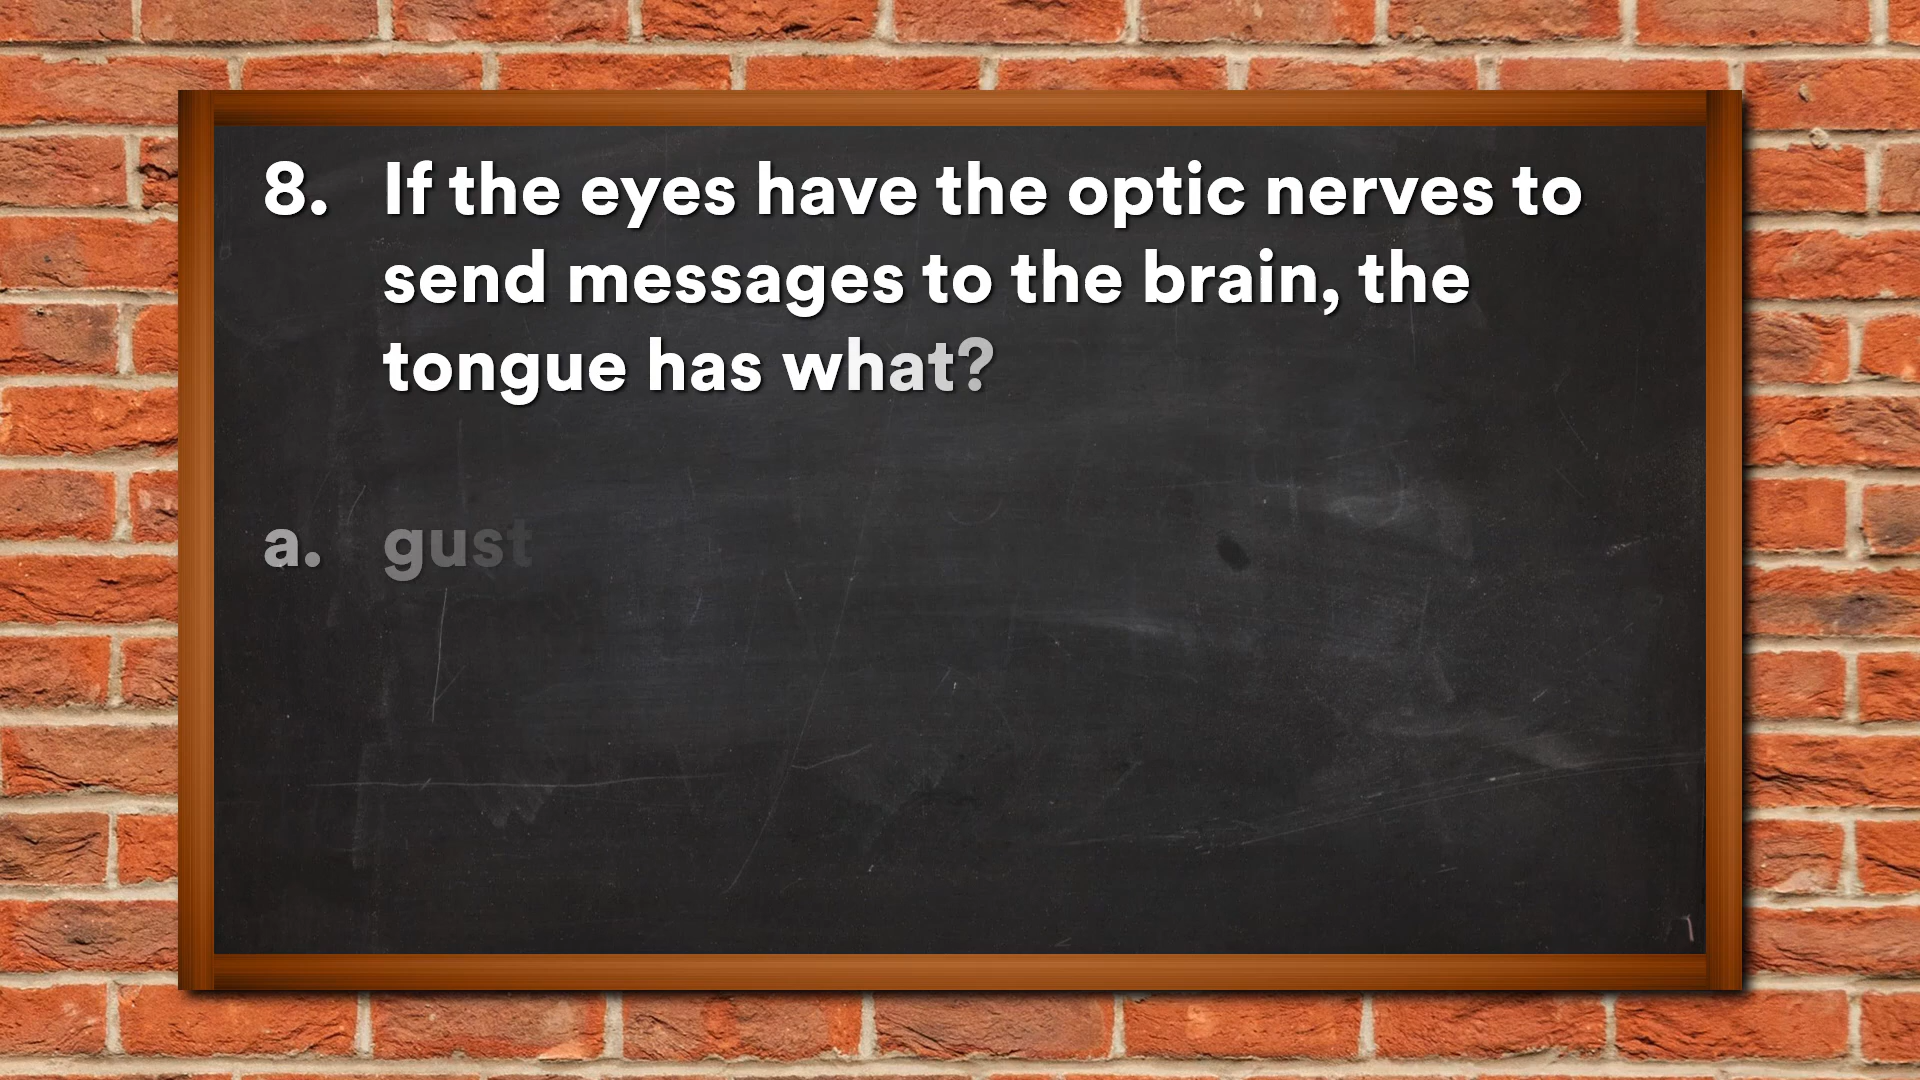 8. If the eyes have the optic nerves to
send messages to the brain, the
tongue has what?
a. gust